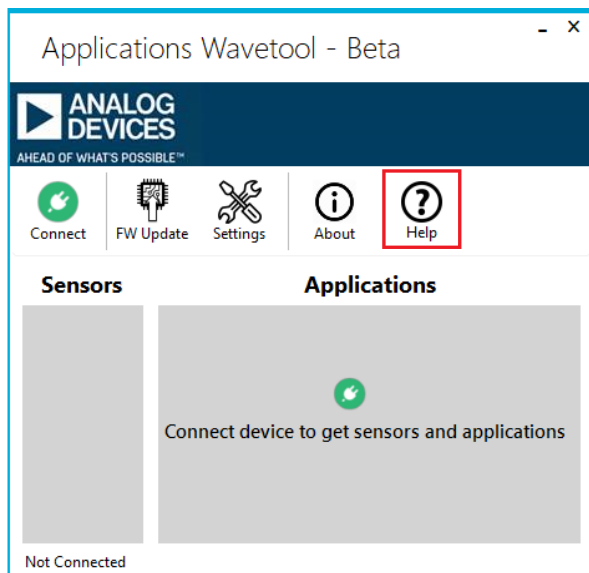 Applications Wavetool - Beta
ANALOG
DEVICES
AHEAD OF WHAT'S POSSIBLE™
Connect FW Update Settings About Help
Sensors Applications
Connect device to get sensors and applications
Not Connected